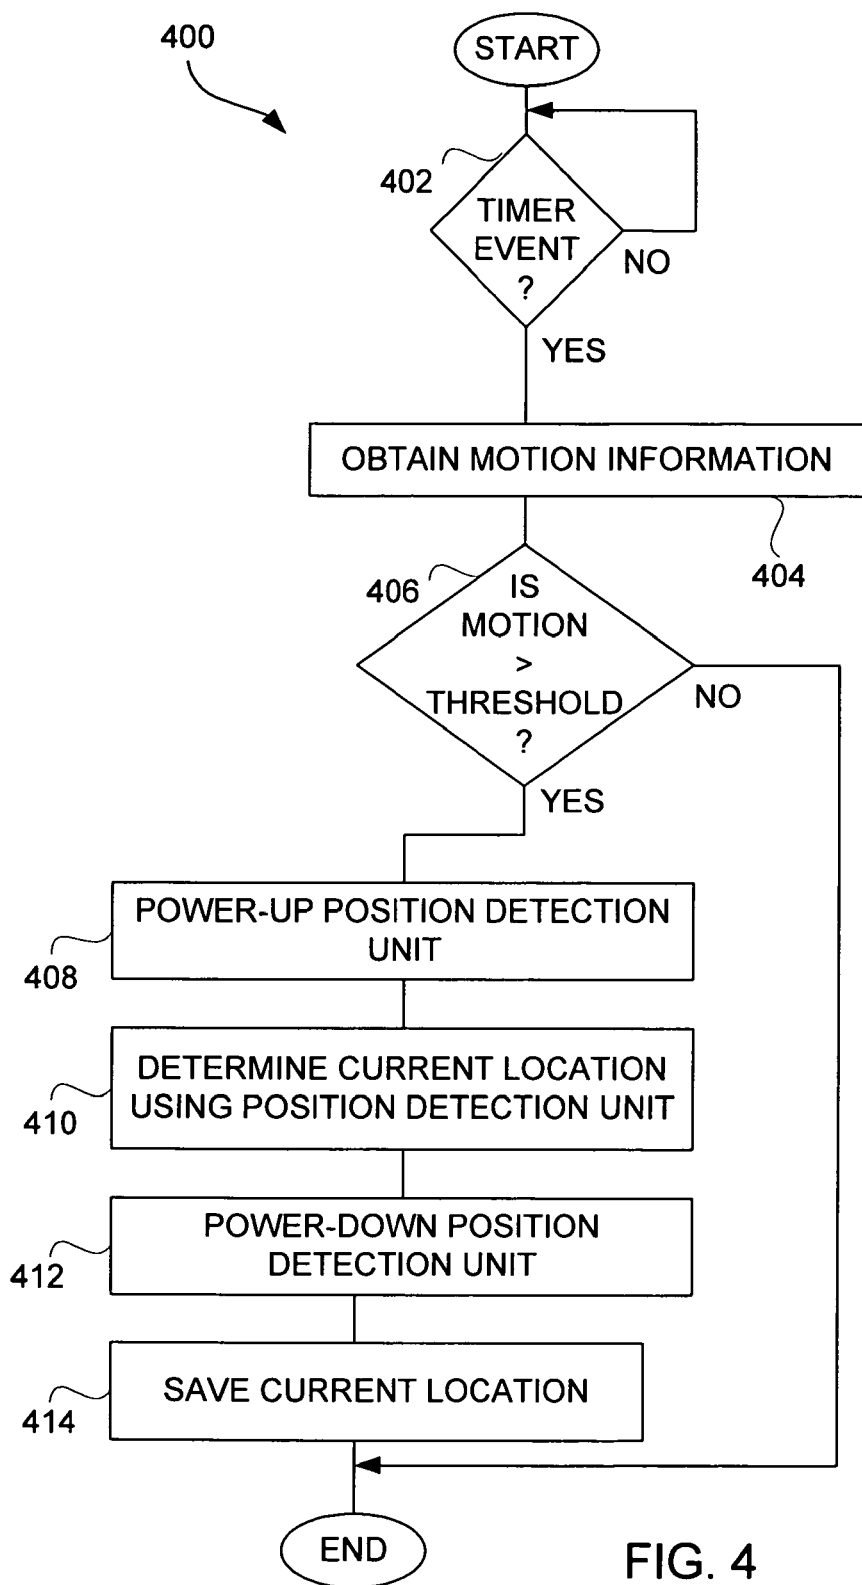 400
START
402
TIMER
EVENT
?
NO
YES
OBTAIN MOTION INFORMATION
404
406
IS
MOTION
>
THRESHOLD
?
NO
YES
POWER-UP POSITION DETECTION
UNIT
408
DETERMINE CURRENT LOCATION
USING POSITION DETECTION UNIT
410
POWER-DOWN POSITION
DETECTION UNIT
412
SAVE CURRENT LOCATION
414
END
FIG. 4